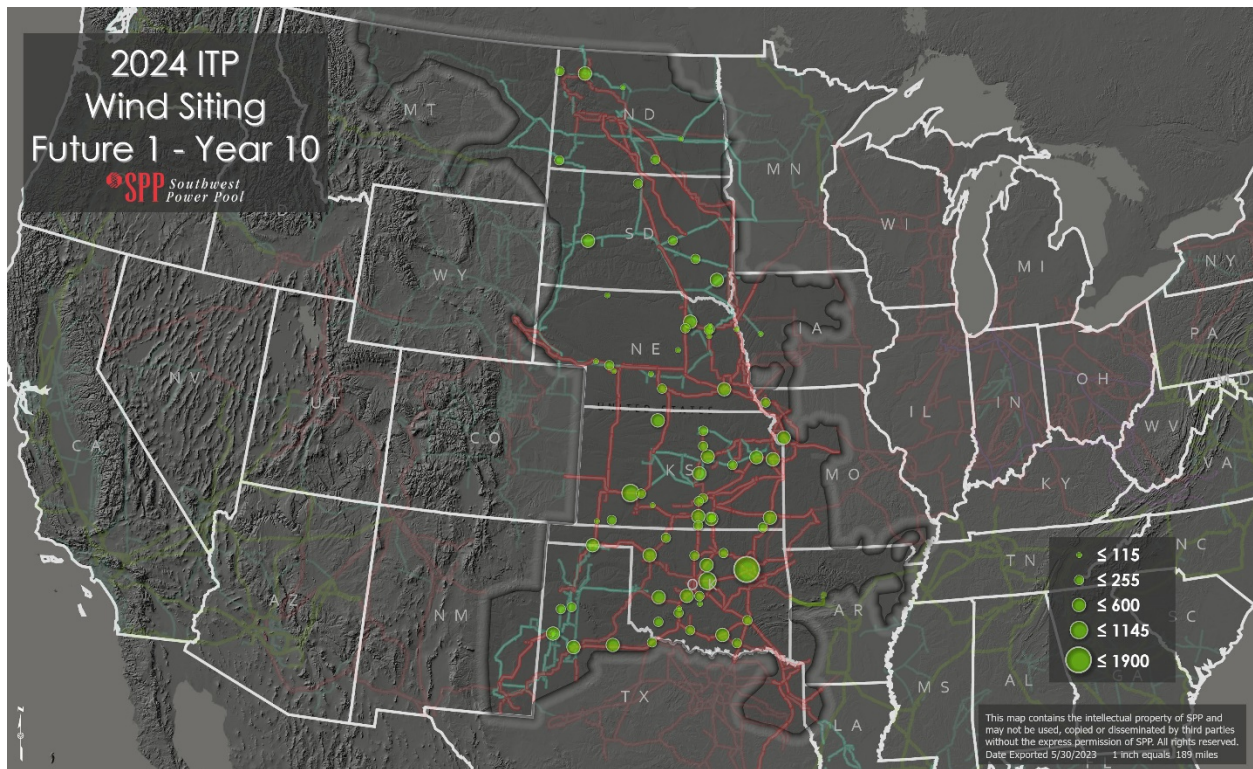 2024 ITP
Wind Siting
Future 1 - Year 10
SPP Southwest
Power Pool
MT
ND
MN
SD
WI
MI
NY
WY
IA
PA
NE
NV
UT
IL
IN
OH
WV
CA
CO
UNITED STATES
KS
MO
KY
VA
AZ
NM
OK
AR
TN
NC
SC
TX
MS
AL
GA
LA
≤ 115
≤ 255
≤ 600
≤ 1145
≤ 1900
This map contains the intellectual property of SPP and
may not be used, copied or disseminated by third parties
without the express permission of SPP. All rights reserved.
Date Exported 5/30/2023 1 inch equals 189 miles